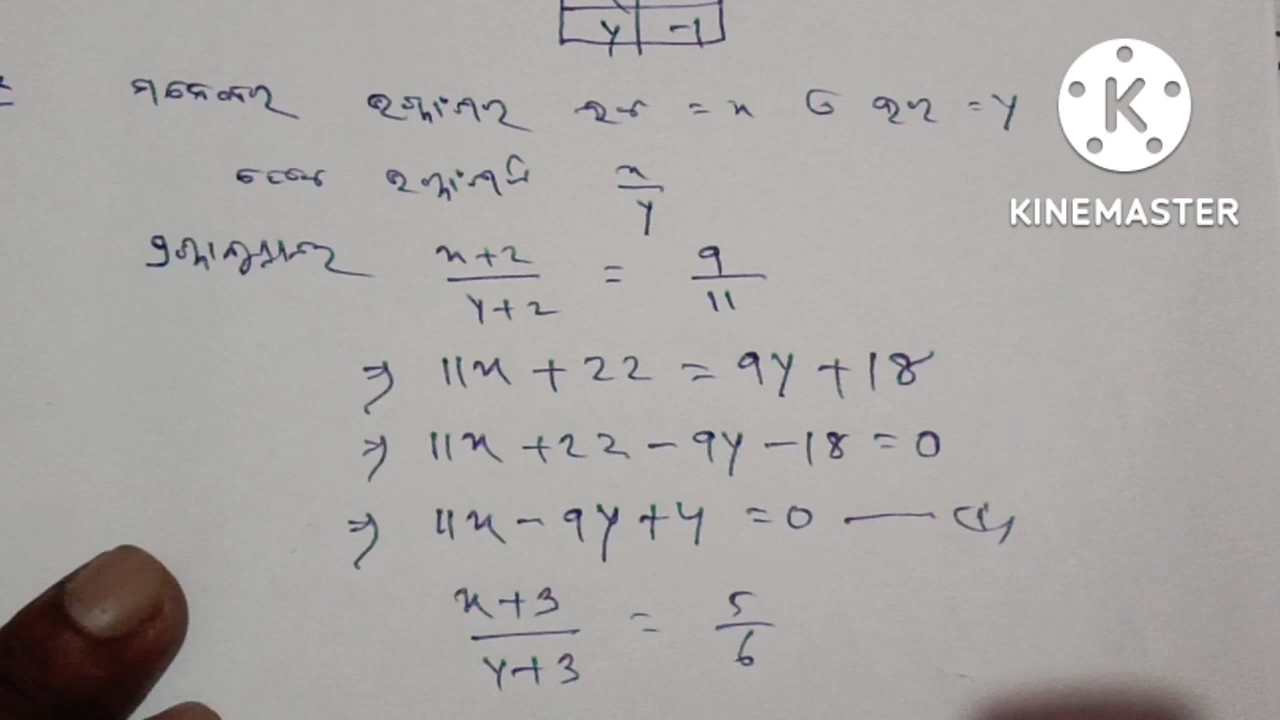 y -1
ମନେକର ଭଗ୍ନାଂଶର ଲବ = x ଓ ହର = y
ତେବେ ଭଗ୍ନାଂଶଟି x/y
KINEMASTER
ପ୍ରଶ୍ନାନୁସାରେ x+2/y+2 = 9/11
⇒ 11x + 22 = 9y + 18
⇒ 11x + 22 - 9y - 18 = 0
⇒ 11x - 9y + 4 = 0 — (1)
x+3/y+3 = 5/6